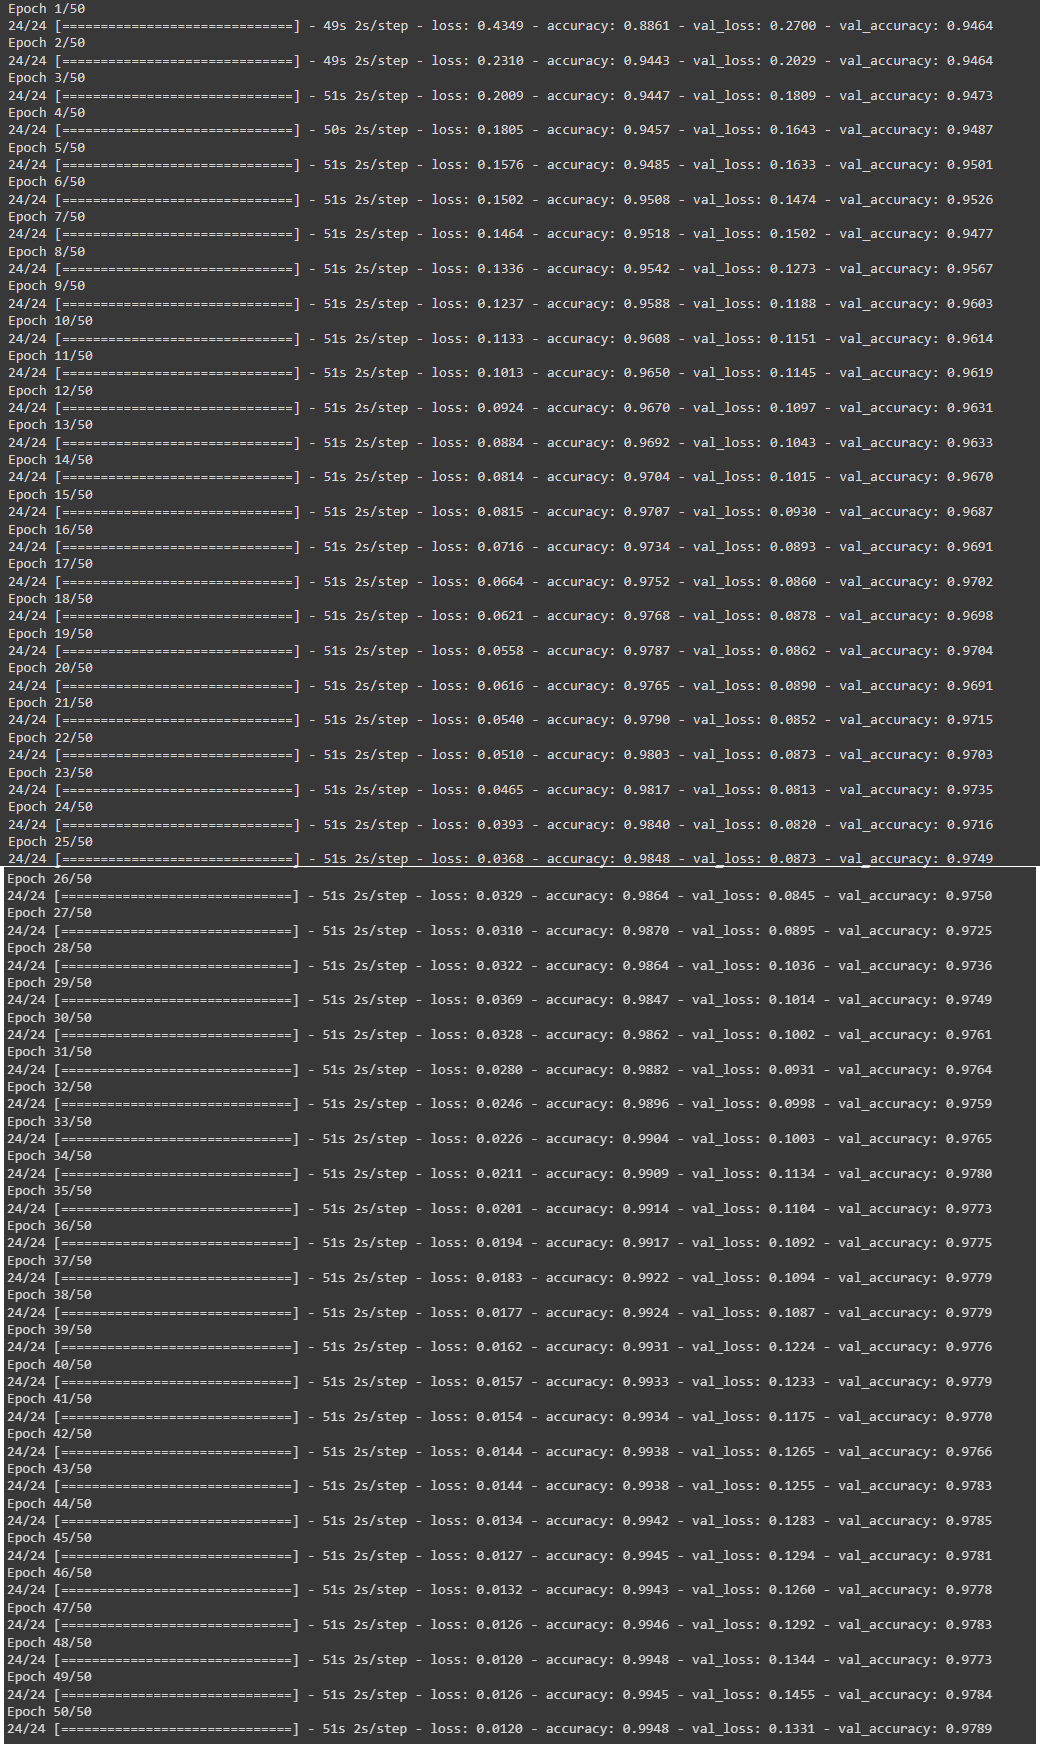 Epoch 1/50
24/24 [==============================] - 49s 2s/step - loss: 0.4349 - accuracy: 0.8861 - val_loss: 0.2700 - val_accuracy: 0.9464
Epoch 2/50
24/24 [==============================] - 49s 2s/step - loss: 0.2310 - accuracy: 0.9443 - val_loss: 0.2029 - val_accuracy: 0.9464
Epoch 3/50
24/24 [==============================] - 51s 2s/step - loss: 0.2009 - accuracy: 0.9447 - val_loss: 0.1809 - val_accuracy: 0.9473
Epoch 4/50
24/24 [==============================] - 50s 2s/step - loss: 0.1805 - accuracy: 0.9457 - val_loss: 0.1643 - val_accuracy: 0.9487
Epoch 5/50
24/24 [==============================] - 51s 2s/step - loss: 0.1576 - accuracy: 0.9485 - val_loss: 0.1633 - val_accuracy: 0.9501
Epoch 6/50
24/24 [==============================] - 51s 2s/step - loss: 0.1502 - accuracy: 0.9508 - val_loss: 0.1474 - val_accuracy: 0.9526
Epoch 7/50
24/24 [==============================] - 51s 2s/step - loss: 0.1464 - accuracy: 0.9518 - val_loss: 0.1502 - val_accuracy: 0.9477
Epoch 8/50
24/24 [==============================] - 51s 2s/step - loss: 0.1336 - accuracy: 0.9542 - val_loss: 0.1273 - val_accuracy: 0.9567
Epoch 9/50
24/24 [==============================] - 51s 2s/step - loss: 0.1237 - accuracy: 0.9588 - val_loss: 0.1188 - val_accuracy: 0.9603
Epoch 10/50
24/24 [==============================] - 51s 2s/step - loss: 0.1133 - accuracy: 0.9608 - val_loss: 0.1151 - val_accuracy: 0.9614
Epoch 11/50
24/24 [==============================] - 51s 2s/step - loss: 0.1013 - accuracy: 0.9650 - val_loss: 0.1145 - val_accuracy: 0.9619
Epoch 12/50
24/24 [==============================] - 51s 2s/step - loss: 0.0924 - accuracy: 0.9670 - val_loss: 0.1097 - val_accuracy: 0.9631
Epoch 13/50
24/24 [==============================] - 51s 2s/step - loss: 0.0884 - accuracy: 0.9692 - val_loss: 0.1043 - val_accuracy: 0.9633
Epoch 14/50
24/24 [==============================] - 51s 2s/step - loss: 0.0814 - accuracy: 0.9704 - val_loss: 0.1015 - val_accuracy: 0.9670
Epoch 15/50
24/24 [==============================] - 51s 2s/step - loss: 0.0815 - accuracy: 0.9707 - val_loss: 0.0930 - val_accuracy: 0.9687
Epoch 16/50
24/24 [==============================] - 51s 2s/step - loss: 0.0716 - accuracy: 0.9734 - val_loss: 0.0893 - val_accuracy: 0.9691
Epoch 17/50
24/24 [==============================] - 51s 2s/step - loss: 0.0664 - accuracy: 0.9752 - val_loss: 0.0860 - val_accuracy: 0.9702
Epoch 18/50
24/24 [==============================] - 51s 2s/step - loss: 0.0621 - accuracy: 0.9768 - val_loss: 0.0878 - val_accuracy: 0.9698
Epoch 19/50
24/24 [==============================] - 51s 2s/step - loss: 0.0558 - accuracy: 0.9787 - val_loss: 0.0862 - val_accuracy: 0.9704
Epoch 20/50
24/24 [==============================] - 51s 2s/step - loss: 0.0616 - accuracy: 0.9765 - val_loss: 0.0890 - val_accuracy: 0.9691
Epoch 21/50
24/24 [==============================] - 51s 2s/step - loss: 0.0540 - accuracy: 0.9790 - val_loss: 0.0852 - val_accuracy: 0.9715
Epoch 22/50
24/24 [==============================] - 51s 2s/step - loss: 0.0510 - accuracy: 0.9803 - val_loss: 0.0873 - val_accuracy: 0.9703
Epoch 23/50
24/24 [==============================] - 51s 2s/step - loss: 0.0465 - accuracy: 0.9817 - val_loss: 0.0813 - val_accuracy: 0.9735
Epoch 24/50
24/24 [==============================] - 51s 2s/step - loss: 0.0393 - accuracy: 0.9840 - val_loss: 0.0820 - val_accuracy: 0.9716
Epoch 25/50
24/24 [==============================] - 51s 2s/step - loss: 0.0368 - accuracy: 0.9848 - val_loss: 0.0873 - val_accuracy: 0.9749
Epoch 26/50
24/24 [==============================] - 51s 2s/step - loss: 0.0329 - accuracy: 0.9864 - val_loss: 0.0845 - val_accuracy: 0.9750
Epoch 27/50
24/24 [==============================] - 51s 2s/step - loss: 0.0310 - accuracy: 0.9870 - val_loss: 0.0895 - val_accuracy: 0.9725
Epoch 28/50
24/24 [==============================] - 51s 2s/step - loss: 0.0322 - accuracy: 0.9864 - val_loss: 0.1036 - val_accuracy: 0.9736
Epoch 29/50
24/24 [==============================] - 51s 2s/step - loss: 0.0369 - accuracy: 0.9847 - val_loss: 0.1014 - val_accuracy: 0.9749
Epoch 30/50
24/24 [==============================] - 51s 2s/step - loss: 0.0328 - accuracy: 0.9862 - val_loss: 0.1002 - val_accuracy: 0.9761
Epoch 31/50
24/24 [==============================] - 51s 2s/step - loss: 0.0280 - accuracy: 0.9882 - val_loss: 0.0931 - val_accuracy: 0.9764
Epoch 32/50
24/24 [==============================] - 51s 2s/step - loss: 0.0246 - accuracy: 0.9896 - val_loss: 0.0998 - val_accuracy: 0.9759
Epoch 33/50
24/24 [==============================] - 51s 2s/step - loss: 0.0226 - accuracy: 0.9904 - val_loss: 0.1003 - val_accuracy: 0.9765
Epoch 34/50
24/24 [==============================] - 51s 2s/step - loss: 0.0211 - accuracy: 0.9909 - val_loss: 0.1134 - val_accuracy: 0.9780
Epoch 35/50
24/24 [==============================] - 51s 2s/step - loss: 0.0201 - accuracy: 0.9914 - val_loss: 0.1104 - val_accuracy: 0.9773
Epoch 36/50
24/24 [==============================] - 51s 2s/step - loss: 0.0194 - accuracy: 0.9917 - val_loss: 0.1092 - val_accuracy: 0.9775
Epoch 37/50
24/24 [==============================] - 51s 2s/step - loss: 0.0183 - accuracy: 0.9922 - val_loss: 0.1094 - val_accuracy: 0.9779
Epoch 38/50
24/24 [==============================] - 51s 2s/step - loss: 0.0177 - accuracy: 0.9924 - val_loss: 0.1087 - val_accuracy: 0.9779
Epoch 39/50
24/24 [==============================] - 51s 2s/step - loss: 0.0162 - accuracy: 0.9931 - val_loss: 0.1224 - val_accuracy: 0.9776
Epoch 40/50
24/24 [==============================] - 51s 2s/step - loss: 0.0157 - accuracy: 0.9933 - val_loss: 0.1233 - val_accuracy: 0.9779
Epoch 41/50
24/24 [==============================] - 51s 2s/step - loss: 0.0154 - accuracy: 0.9934 - val_loss: 0.1175 - val_accuracy: 0.9770
Epoch 42/50
24/24 [==============================] - 51s 2s/step - loss: 0.0144 - accuracy: 0.9938 - val_loss: 0.1265 - val_accuracy: 0.9766
Epoch 43/50
24/24 [==============================] - 51s 2s/step - loss: 0.0144 - accuracy: 0.9938 - val_loss: 0.1255 - val_accuracy: 0.9783
Epoch 44/50
24/24 [==============================] - 51s 2s/step - loss: 0.0134 - accuracy: 0.9942 - val_loss: 0.1283 - val_accuracy: 0.9785
Epoch 45/50
24/24 [==============================] - 51s 2s/step - loss: 0.0127 - accuracy: 0.9945 - val_loss: 0.1294 - val_accuracy: 0.9781
Epoch 46/50
24/24 [==============================] - 51s 2s/step - loss: 0.0132 - accuracy: 0.9943 - val_loss: 0.1260 - val_accuracy: 0.9778
Epoch 47/50
24/24 [==============================] - 51s 2s/step - loss: 0.0126 - accuracy: 0.9946 - val_loss: 0.1292 - val_accuracy: 0.9783
Epoch 48/50
24/24 [==============================] - 51s 2s/step - loss: 0.0120 - accuracy: 0.9948 - val_loss: 0.1344 - val_accuracy: 0.9773
Epoch 49/50
24/24 [==============================] - 51s 2s/step - loss: 0.0126 - accuracy: 0.9945 - val_loss: 0.1455 - val_accuracy: 0.9784
Epoch 50/50
24/24 [==============================] - 51s 2s/step - loss: 0.0120 - accuracy: 0.9948 - val_loss: 0.1331 - val_accuracy: 0.9789